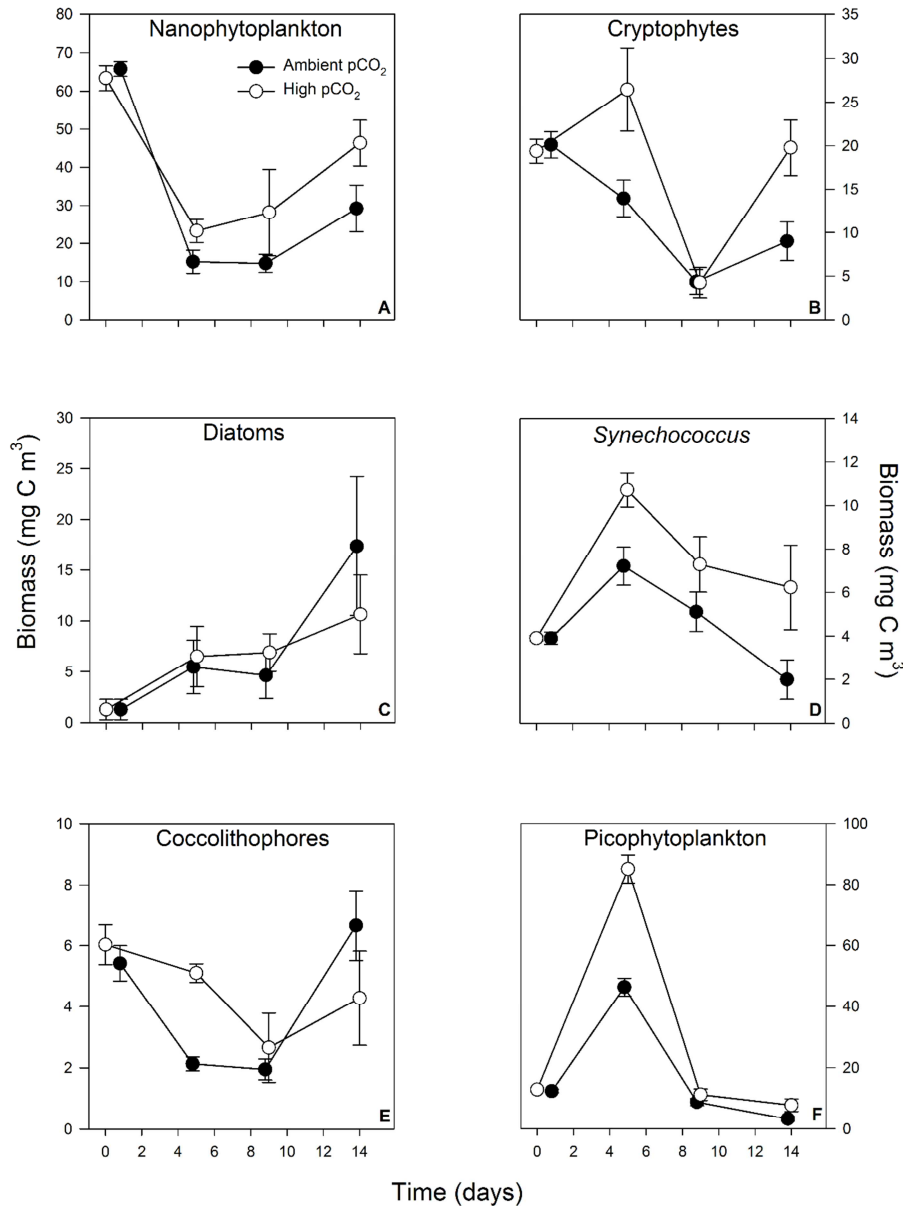 Nanophytoplankton
Ambient pCO₂
High pCO₂
80
70
60
50
40
30
20
10
0
A
Cryptophytes
35
30
25
20
15
10
5
0
B
Diatoms
30
25
20
15
10
5
0
C
Synechococcus
14
12
10
8
6
4
2
0
D
Biomass (mg C m³)
Biomass (mg C m³)
Coccolithophores
10
8
6
4
2
0
E
0 2 4 6 8 10 12 14
Picophytoplankton
100
80
60
40
20
0
F
0 2 4 6 8 10 12 14
Time (days)